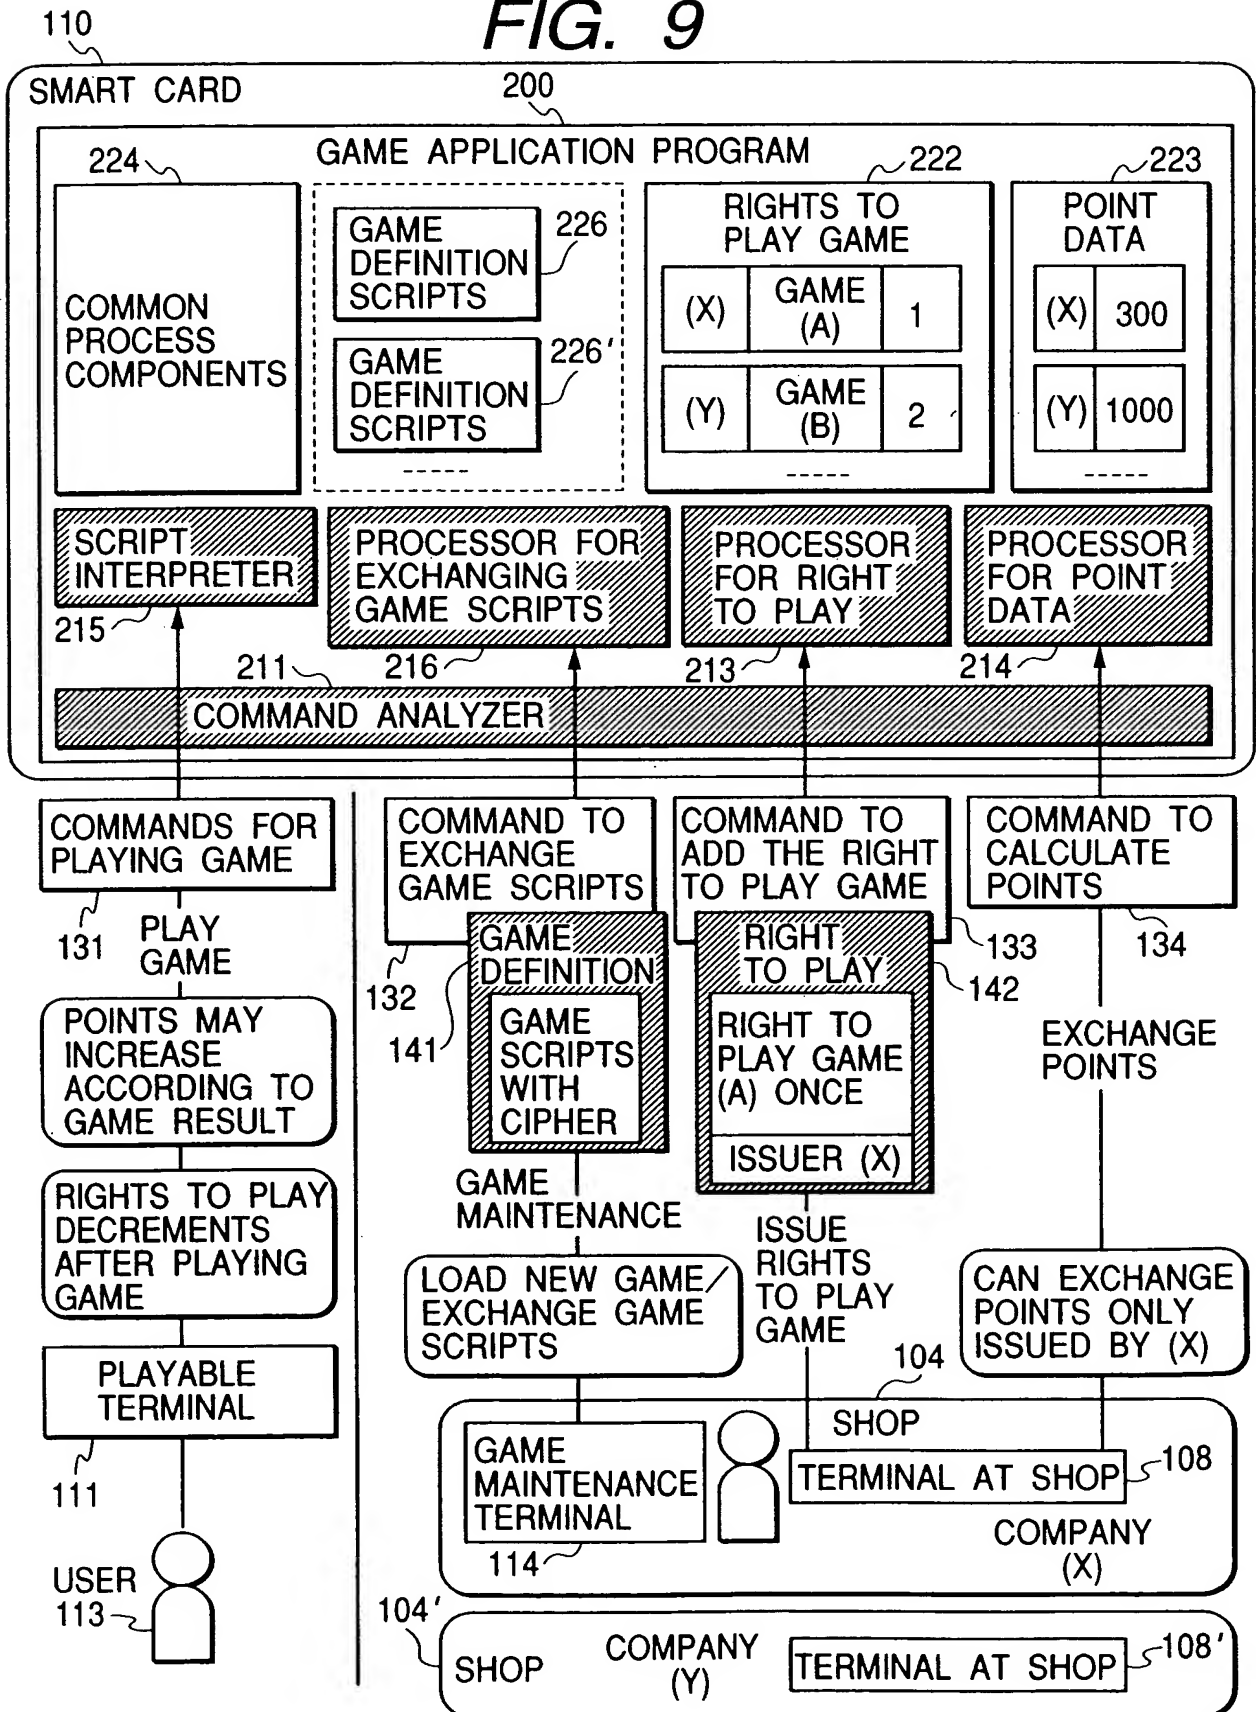 FIG. 9
110
SMART CARD
200
GAME APPLICATION PROGRAM
224
COMMON
PROCESS
COMPONENTS
GAME
DEFINITION
SCRIPTS
226
GAME
DEFINITION
SCRIPTS
226'
-----
222
RIGHTS TO
PLAY GAME
(X) GAME (A) 1
(Y) GAME (B) 2
-----
223
POINT
DATA
(X) 300
(Y) 1000
-----
SCRIPT
INTERPRETER
215
PROCESSOR FOR
EXCHANGING
GAME SCRIPTS
216
PROCESSOR
FOR RIGHT
TO PLAY
213
PROCESSOR
FOR POINT
DATA
214
211
COMMAND ANALYZER
COMMANDS FOR
PLAYING GAME
131
PLAY
GAME
POINTS MAY
INCREASE
ACCORDING TO
GAME RESULT
RIGHTS TO PLAY
DECREMENTS
AFTER PLAYING
GAME
PLAYABLE
TERMINAL
111
USER
113
COMMAND TO
EXCHANGE
GAME SCRIPTS
132
GAME
DEFINITION
141
GAME
SCRIPTS
WITH
CIPHER
GAME
MAINTENANCE
LOAD NEW GAME/
EXCHANGE GAME
SCRIPTS
COMMAND TO
ADD THE RIGHT
TO PLAY GAME
133
RIGHT
TO PLAY
142
RIGHT TO
PLAY GAME
(A) ONCE
ISSUER (X)
ISSUE
RIGHTS
TO PLAY
GAME
COMMAND TO
CALCULATE
POINTS
134
EXCHANGE
POINTS
CAN EXCHANGE
POINTS ONLY
ISSUED BY (X)
104
SHOP
GAME
MAINTENANCE
TERMINAL
114
TERMINAL AT SHOP
108
COMPANY
(X)
104'
SHOP
COMPANY
(Y)
TERMINAL AT SHOP
108'